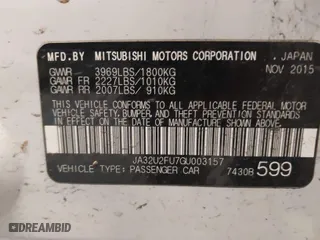 MFD.BY MITSUBISHI MOTORS CORPORATION JAPAN
NOV 2015
GVWR 3969LBS/1800KG
GAWR FR 2227LBS/1010KG
GAWR RR 2007LBS/ 910KG
THIS VEHICLE CONFORMS TO ALL APPLICABLE FEDERAL MOTOR
VEHICLE SAFETY, BUMPER, AND THEFT PREVENTION STANDARDS
IN EFFECT ON THE DATE OF MANUFACTURE SHOWN ABOVE.
JA32U2FU7GU003157
VEHICLE TYPE: PASSENGER CAR 7430B 599
AUTOBIDMASTER